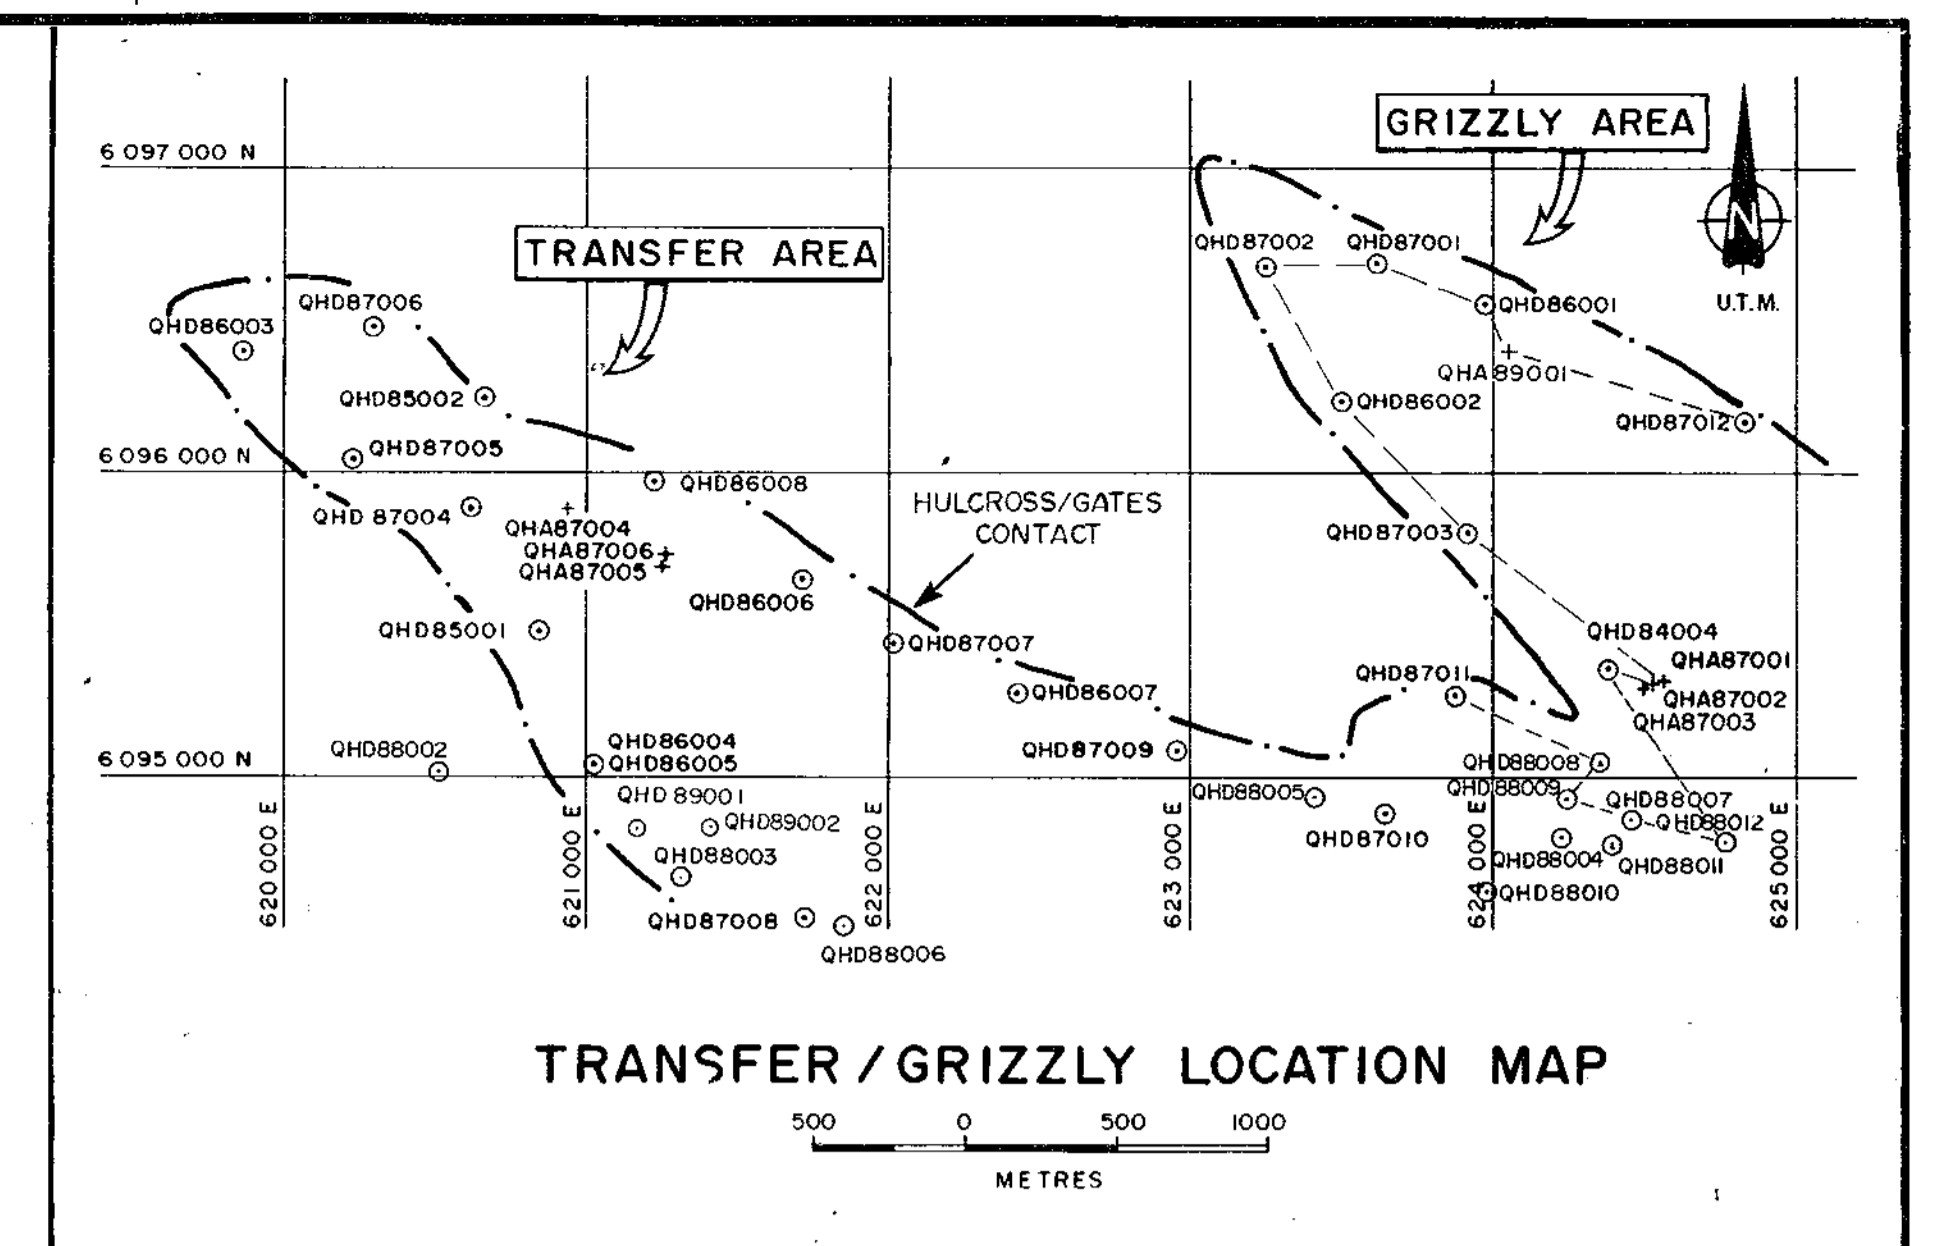 GRIZZLY AREA
6 097 000 N
TRANSFER AREA
QHD87002
QHD87001
QHD86001
U.T.M.
QHD87006
QHD86003
QHA89001
QHD85002
QHD86002
QHD87012
QHD87005
6 096 000 N
QHD86008
HULCROSS/GATES
CONTACT
QHD 87004
QHA87004
QHA87006
QHA87005
QHD87003
QHD86006
QHD85001
QHD87007
QHD84004
QHA87001
QHD87011
QHD86007
QHA87002
QHA87003
QHD88002
QHD86004
QHD86005
QHD87009
6 095 000 N
QHD88008
QHD 89001
QHD88005
QHD88009
QHD88007
QHD89002
QHD88012
QHD87010
QHD88003
QHD88004
QHD88011
QHD88010
QHD87008
QHD88006
620 000 E
621 000 E
622 000 E
623 000 E
624 000 E
625 000 E
TRANSFER / GRIZZLY LOCATION MAP
500 0 500 1000
METRES